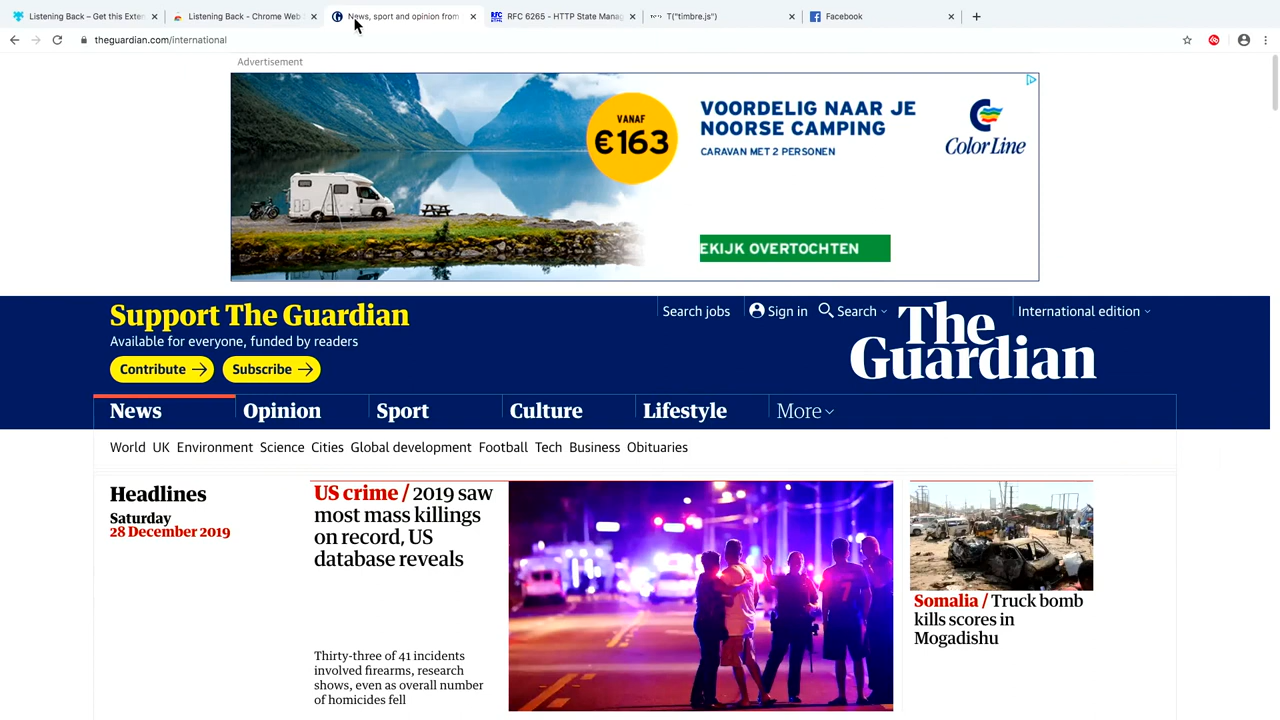 Listening Back – Get this Exten
Listening Back - Chrome Web S
News, sport and opinion from
RFC 6265 - HTTP State Manag
T("timbre.js")
Facebook
theguardian.com/international
Advertisement
VANAF
€163
VOORDELIG NAAR JE
NOORSE CAMPING
CARAVAN MET 2 PERSONEN
EKIJK OVERTOCHTEN
Color Line
Support The Guardian
Available for everyone, funded by readers
Contribute
Subscribe
Search jobs
Sign in
Search
International edition
The
Guardian
News
Opinion
Sport
Culture
Lifestyle
More
World UK Environment Science Cities Global development Football Tech Business Obituaries
Headlines
Saturday
28 December 2019
US crime / 2019 saw
most mass killings
on record, US
database reveals
Thirty-three of 41 incidents
involved firearms, research
shows, even as overall number
of homicides fell
7
Somalia / Truck bomb
kills scores in
Mogadishu